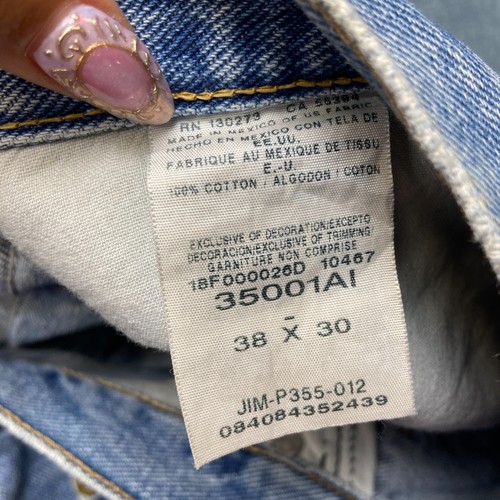 RN 130273 CA 55394
MADE IN MEXICO OF US FABRIC
HECHO EN MEXICO CON TELA DE
EE.UU.
FABRIQUE AU MEXIQUE DE TISSU
E.-U.
100% COTTON / ALGODON / COTON
EXCLUSIVE OF DECORATION/EXCEPTO
DECORACION/EXCLUSIVE OF TRIMMING/
GARNITURE NON COMPRISE
18F000026D 10467
35001AI
-
38 X 30
JIM-P355-012
084084352439